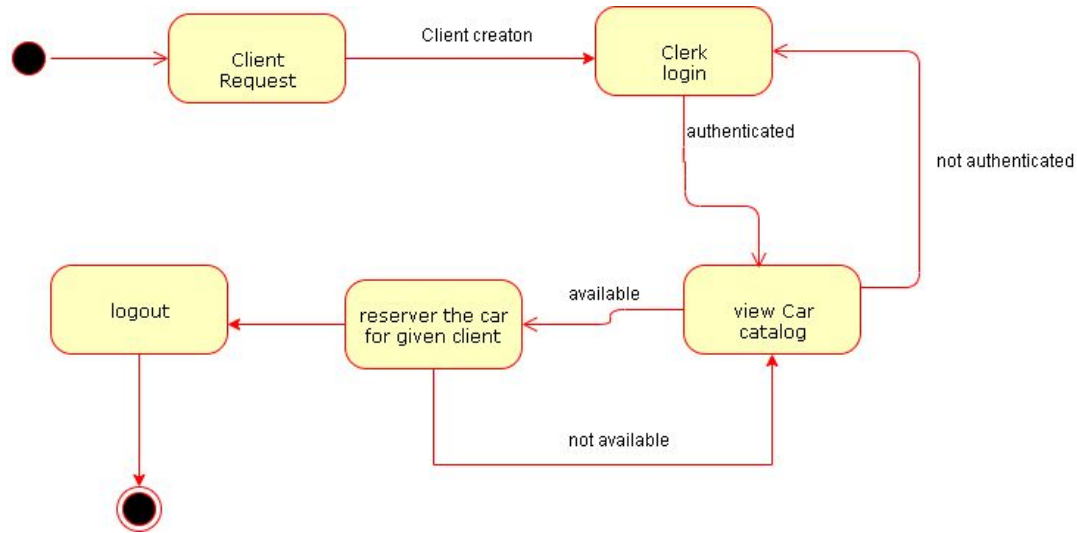 Client
Request
Client creaton
Clerk
login
authenticated
not authenticated
logout
reserver the car
for given client
available
view Car
catalog
not available